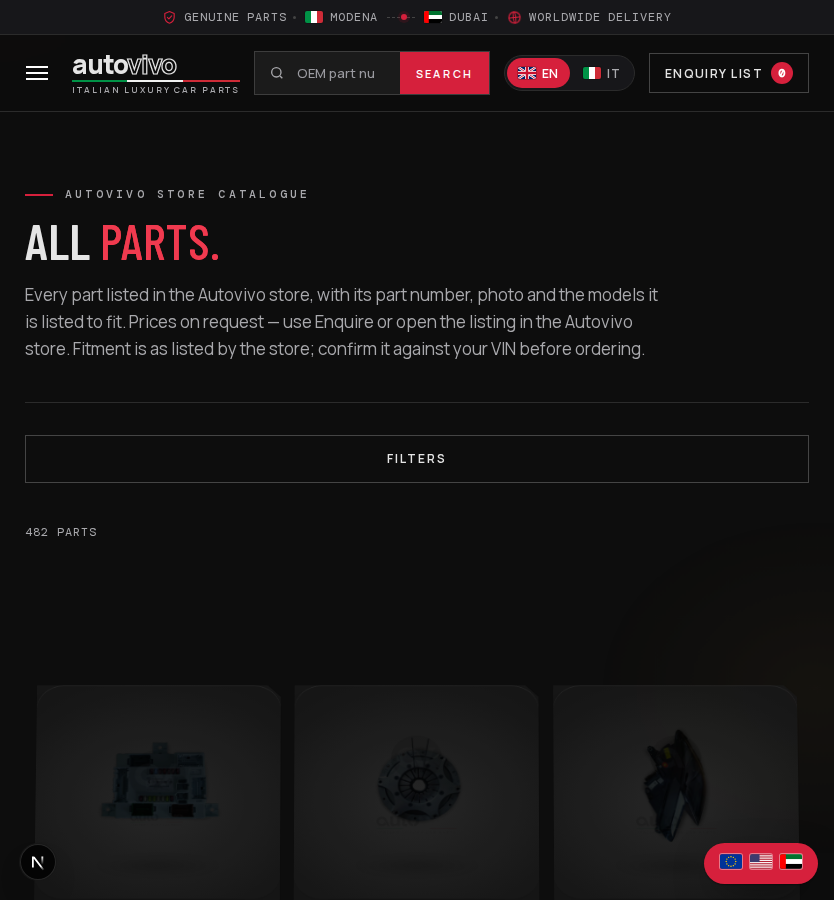 GENUINE PARTS • MODENA DUBAI • WORLDWIDE DELIVERY
autovivo
ITALIAN LUXURY CAR PARTS
OEM part nu
SEARCH
EN
IT
ENQUIRY LIST 0
AUTOVIVO STORE CATALOGUE
ALL PARTS.
Every part listed in the Autovivo store, with its part number, photo and the models it
is listed to fit. Prices on request — use Enquire or open the listing in the Autovivo
store. Fitment is as listed by the store; confirm it against your VIN before ordering.
FILTERS
482 PARTS
N